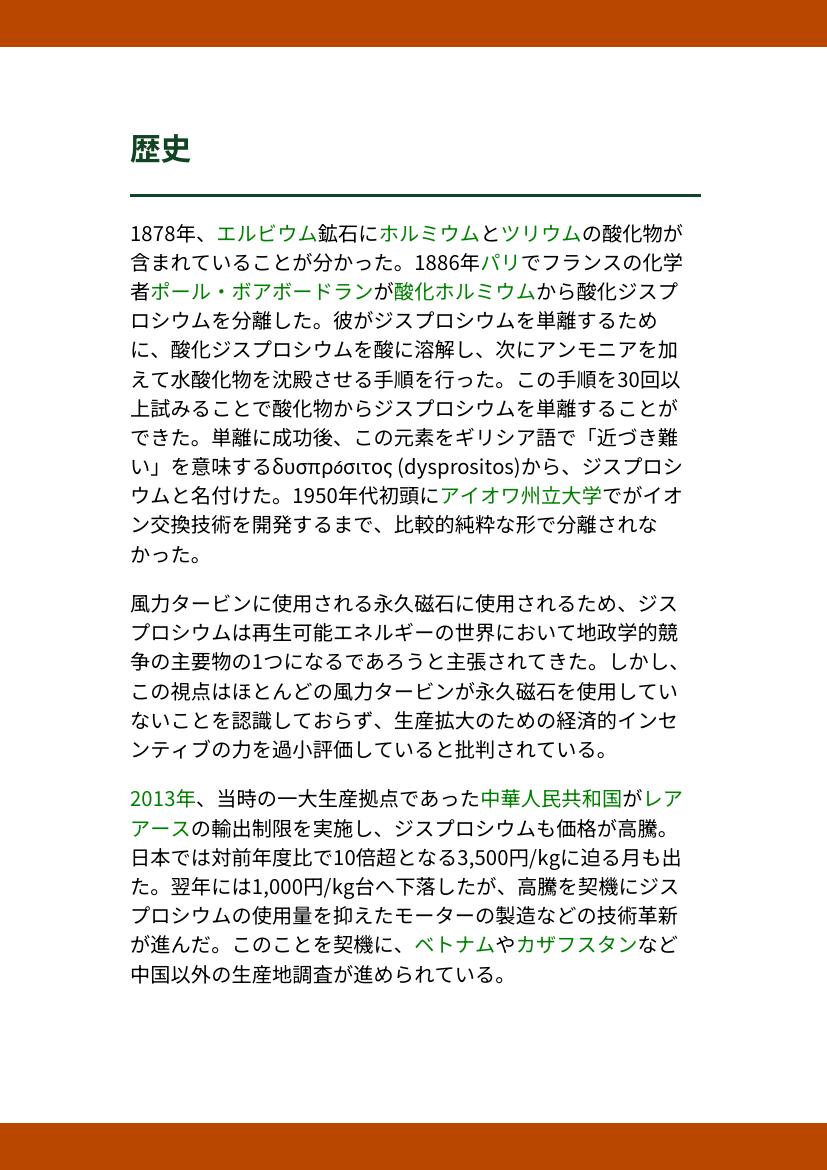 歴史
1878年、エルビウム鉱石にホルミウムとツリウムの酸化物が
含まれていることが分かった。1886年パリでフランスの化学
者ポール・ボアボードランが酸化ホルミウムから酸化ジスプ
ロシウムを分離した。彼がジスプロシウムを単離するため
に、酸化ジスプロシウムを酸に溶解し、次にアンモニアを加
えて水酸化物を沈殿させる手順を行った。この手順を30回以
上試みることで酸化物からジスプロシウムを単離することが
できた。単離に成功後、この元素をギリシア語で「近づき難
い」を意味するδυσπρόσιτος (dysprositos)から、ジスプロシ
ウムと名付けた。1950年代初頭にアイオワ州立大学でがイオ
ン交換技術を開発するまで、比較的純粋な形で分離されな
かった。
風力タービンに使用される永久磁石に使用されるため、ジス
プロシウムは再生可能エネルギーの世界において地政学的競
争の主要物の1つになるであろうと主張されてきた。しかし、
この視点はほとんどの風力タービンが永久磁石を使用してい
ないことを認識しておらず、生産拡大のための経済的インセ
ンティブの力を過小評価していると批判されている。
2013年、当時の一大生産拠点であった中華人民共和国がレア
アースの輸出制限を実施し、ジスプロシウムも価格が高騰。
日本では対前年度比で10倍超となる3,500円/kgに迫る月も出
た。翌年には1,000円/kg台へ下落したが、高騰を契機にジス
プロシウムの使用量を抑えたモーターの製造などの技術革新
が進んだ。このことを契機に、ベトナムやカザフスタンなど
中国以外の生産地調査が進められている。